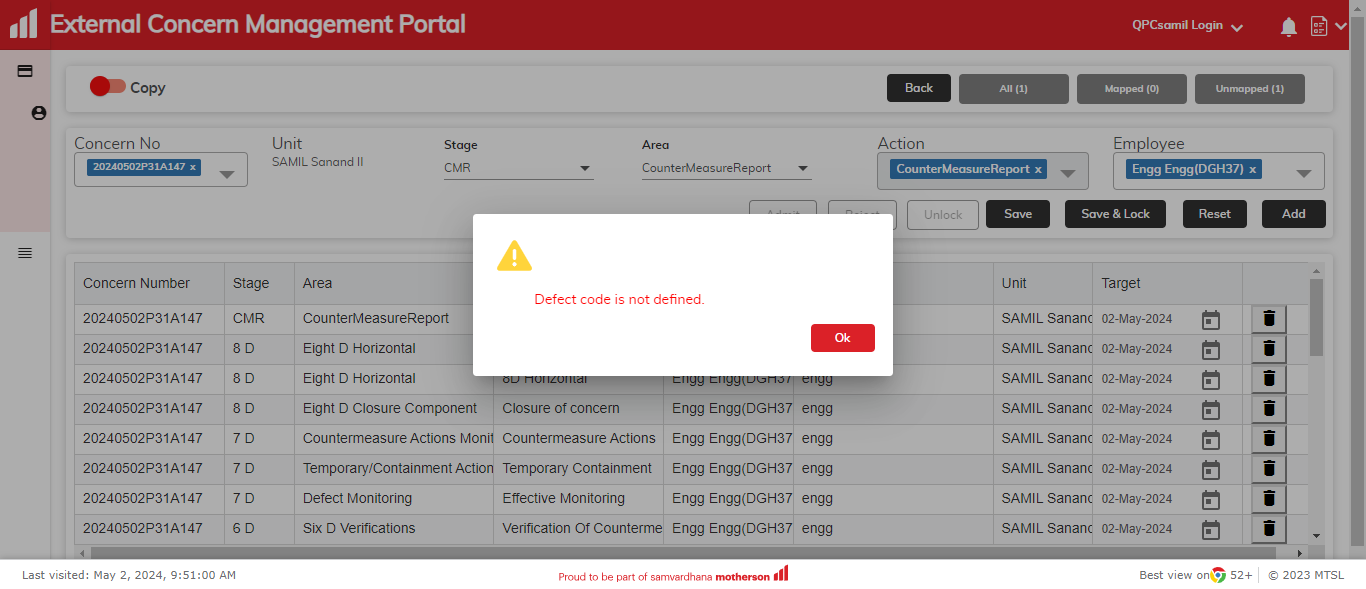 External Concern Management Portal
QPCsamil Login
Copy
Back
All (1)
Mapped (0)
Unmapped (1)
Concern No
Unit
Stage
Area
Action
Employee
20240502P31A147 x
SAMIL Sanand II
CMR
CounterMeasureReport
CounterMeasureReport x
Engg Engg(DGH37) x
Admit
Reject
Unlock
Save
Save & Lock
Reset
Add
Defect code is not defined.
Ok
Concern Number Stage Area Unit Target
20240502P31A147 CMR CounterMeasureReport SAMIL Sanand 02-May-2024
20240502P31A147 8 D Eight D Horizontal SAMIL Sanand 02-May-2024
20240502P31A147 8 D Eight D Horizontal 8D Horizontal Engg Engg(DGH37 engg SAMIL Sanand 02-May-2024
20240502P31A147 8 D Eight D Closure Component Closure of concern Engg Engg(DGH37 engg SAMIL Sanand 02-May-2024
20240502P31A147 7 D Countermeasure Actions Monit Countermeasure Actions Engg Engg(DGH37 engg SAMIL Sanand 02-May-2024
20240502P31A147 7 D Temporary/Containment Action Temporary Containment Engg Engg(DGH37 engg SAMIL Sanand 02-May-2024
20240502P31A147 7 D Defect Monitoring Effective Monitoring Engg Engg(DGH37 engg SAMIL Sanand 02-May-2024
20240502P31A147 6 D Six D Verifications Verification Of Counterme Engg Engg(DGH37 engg SAMIL Sanand 02-May-2024
Last visited: May 2, 2024, 9:51:00 AM
Proud to be part of samvardhana motherson
Best view on 52+
© 2023 MTSL